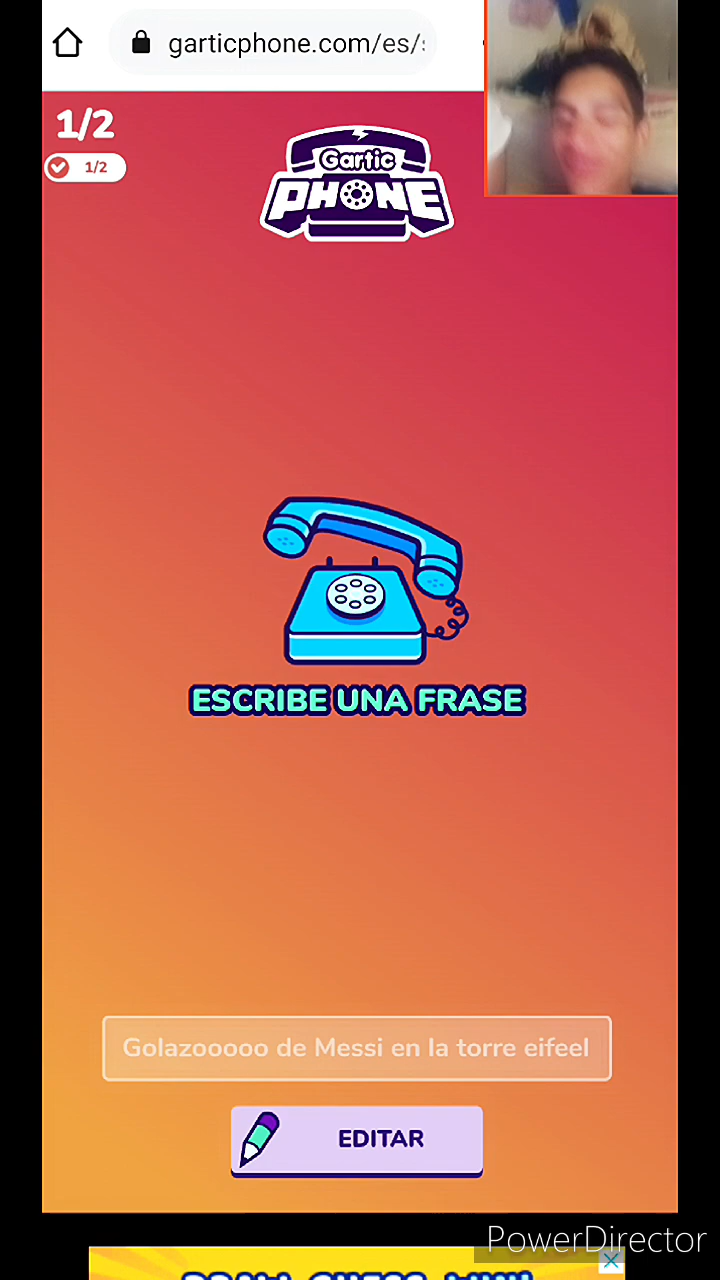 garticphone.com/es/
1/2
1/2
Gartic
PHONE
ESCRIBE UNA FRASE
Golazooooo de Messi en la torre eifeel
EDITAR
PowerDirector